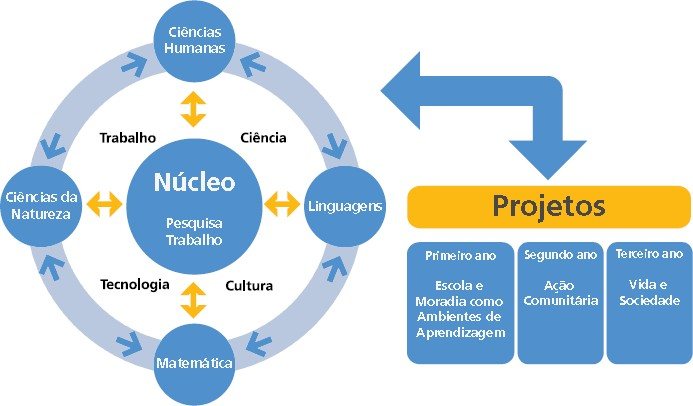 Ciências
Humanas
Trabalho
Ciência
Núcleo
Pesquisa
Trabalho
Ciências da
Natureza
Linguagens
Tecnologia
Cultura
Matemática
Projetos
Primeiro ano
Escola e
Moradia como
Ambientes de
Aprendizagem
Segundo ano
Ação
Comunitária
Terceiro ano
Vida e
Sociedade